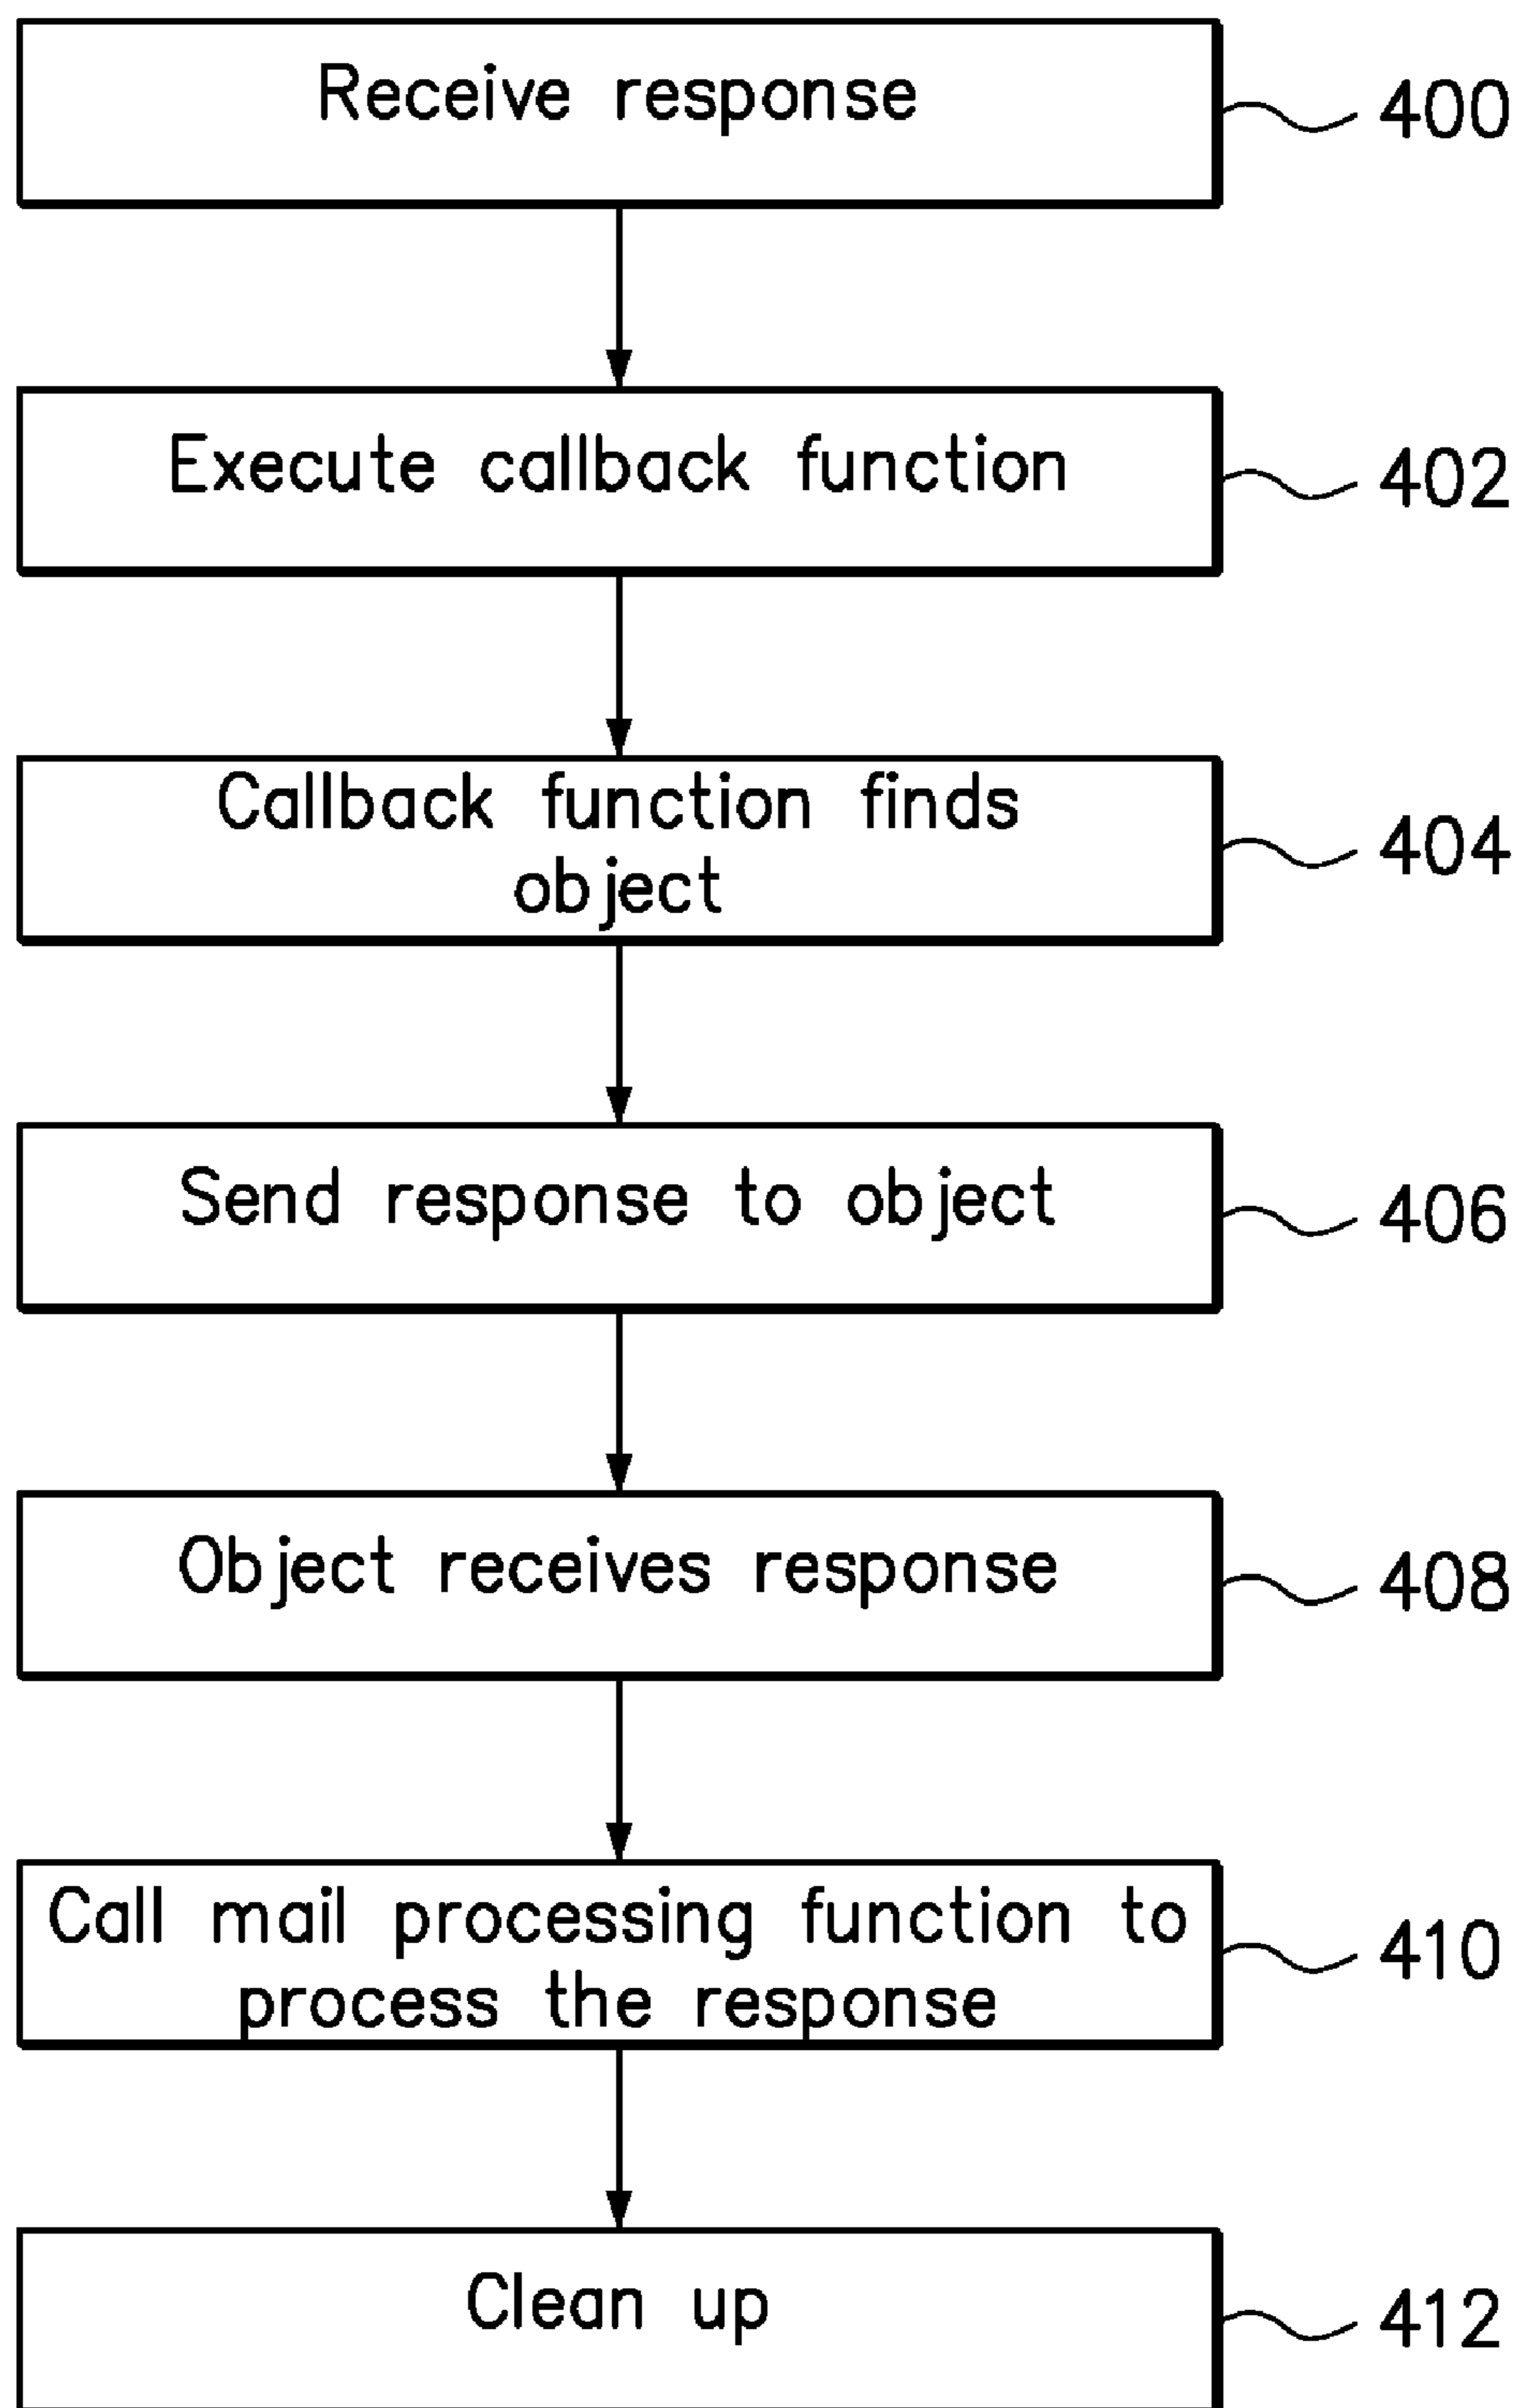 Receive response
400
Execute callback function
402
Callback function finds
object
404
Send response to object
406
Object receives response
408
Call mail processing function to
process the response
410
Clean up
412